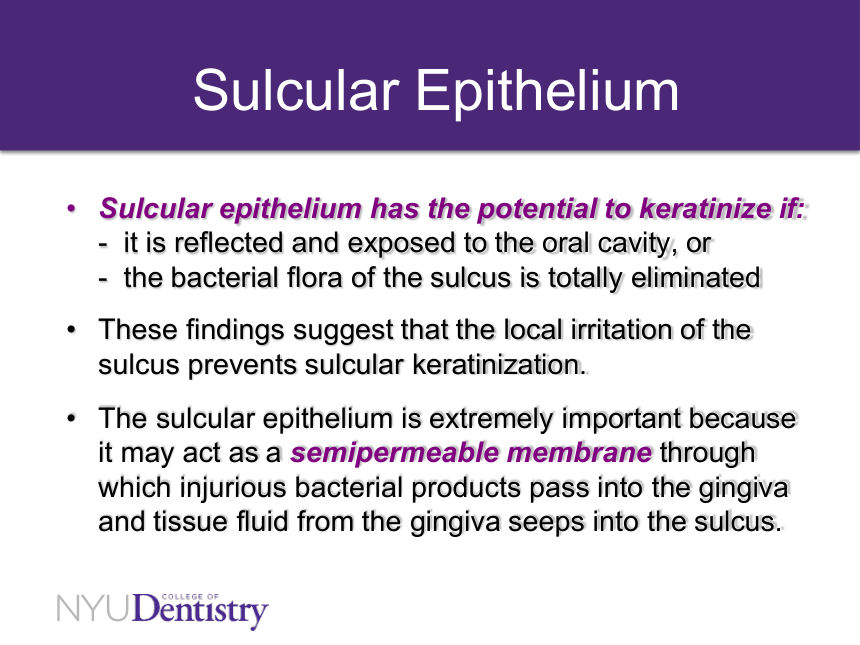 Sulcular Epithelium
• Sulcular epithelium has the potential to keratinize if:
- it is reflected and exposed to the oral cavity, or
- the bacterial flora of the sulcus is totally eliminated
• These findings suggest that the local irritation of the
sulcus prevents sulcular keratinization.
• The sulcular epithelium is extremely important because
it may act as a semipermeable membrane through
which injurious bacterial products pass into the gingiva
and tissue fluid from the gingiva seeps into the sulcus.
COLLEGE OF
NYU Dentistry